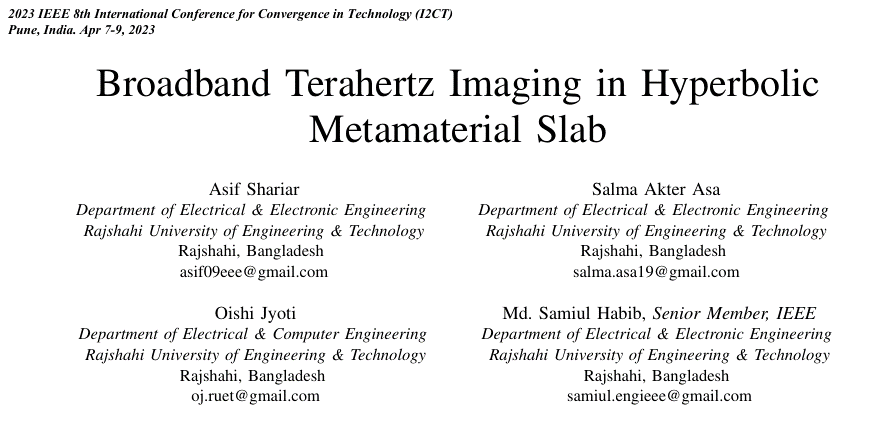 2023 IEEE 8th International Conference for Convergence in Technology (I2CT)
Pune, India. Apr 7-9, 2023
Broadband Terahertz Imaging in Hyperbolic
Metamaterial Slab
Asif Shariar
Department of Electrical & Electronic Engineering
Rajshahi University of Engineering & Technology
Rajshahi, Bangladesh
asif09eee@gmail.com
Salma Akter Asa
Department of Electrical & Electronic Engineering
Rajshahi University of Engineering & Technology
Rajshahi, Bangladesh
salma.asa19@gmail.com
Oishi Jyoti
Department of Electrical & Computer Engineering
Rajshahi University of Engineering & Technology
Rajshahi, Bangladesh
oj.ruet@gmail.com
Md. Samiul Habib, Senior Member, IEEE
Department of Electrical & Electronic Engineering
Rajshahi University of Engineering & Technology
Rajshahi, Bangladesh
samiul.engieee@gmail.com